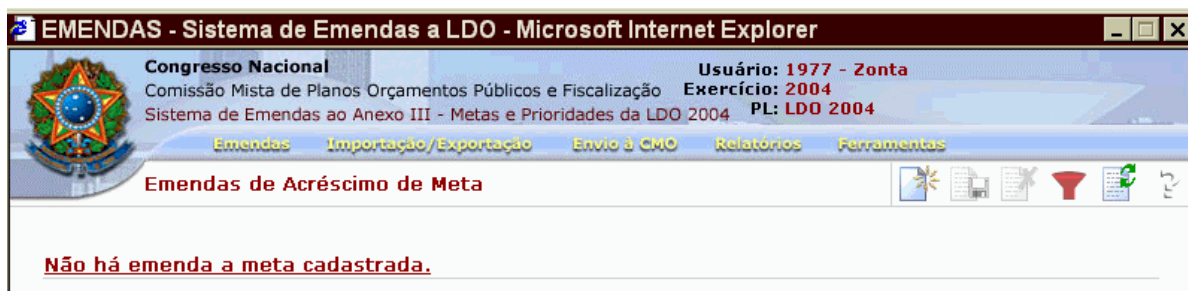 EMENDAS - Sistema de Emendas a LDO - Microsoft Internet Explorer
Congresso Nacional
Usuário: 1977 - Zonta
Comissão Mista de Planos Orçamentos Públicos e Fiscalização Exercício: 2004
Sistema de Emendas ao Anexo III - Metas e Prioridades da LDO 2004 PL: LDO 2004
Emendas Importação/Exportação Envio à CMO Relatórios Ferramentas
Emendas de Acréscimo de Meta
Não há emenda a meta cadastrada.